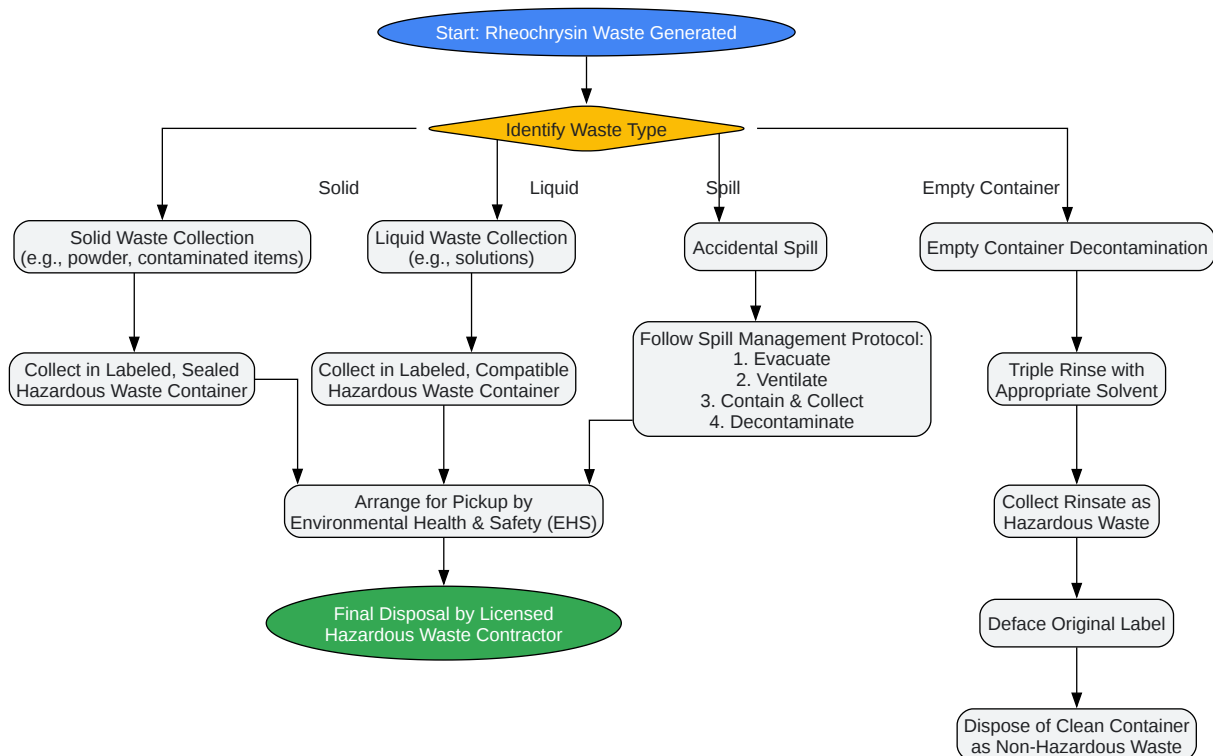 Start: Rheochrysin Waste Generated
Identify Waste Type
Solid
Liquid
Spill
Empty Container
Solid Waste Collection
(e.g., powder, contaminated items)
Liquid Waste Collection
(e.g., solutions)
Accidental Spill
Empty Container Decontamination
Collect in Labeled, Sealed
Hazardous Waste Container
Collect in Labeled, Compatible
Hazardous Waste Container
Follow Spill Management Protocol:
1. Evacuate
2. Ventilate
3. Contain & Collect
4. Decontaminate
Triple Rinse with
Appropriate Solvent
Arrange for Pickup by
Environmental Health & Safety (EHS)
Collect Rinsate as
Hazardous Waste
Final Disposal by Licensed
Hazardous Waste Contractor
Deface Original Label
Dispose of Clean Container
as Non-Hazardous Waste